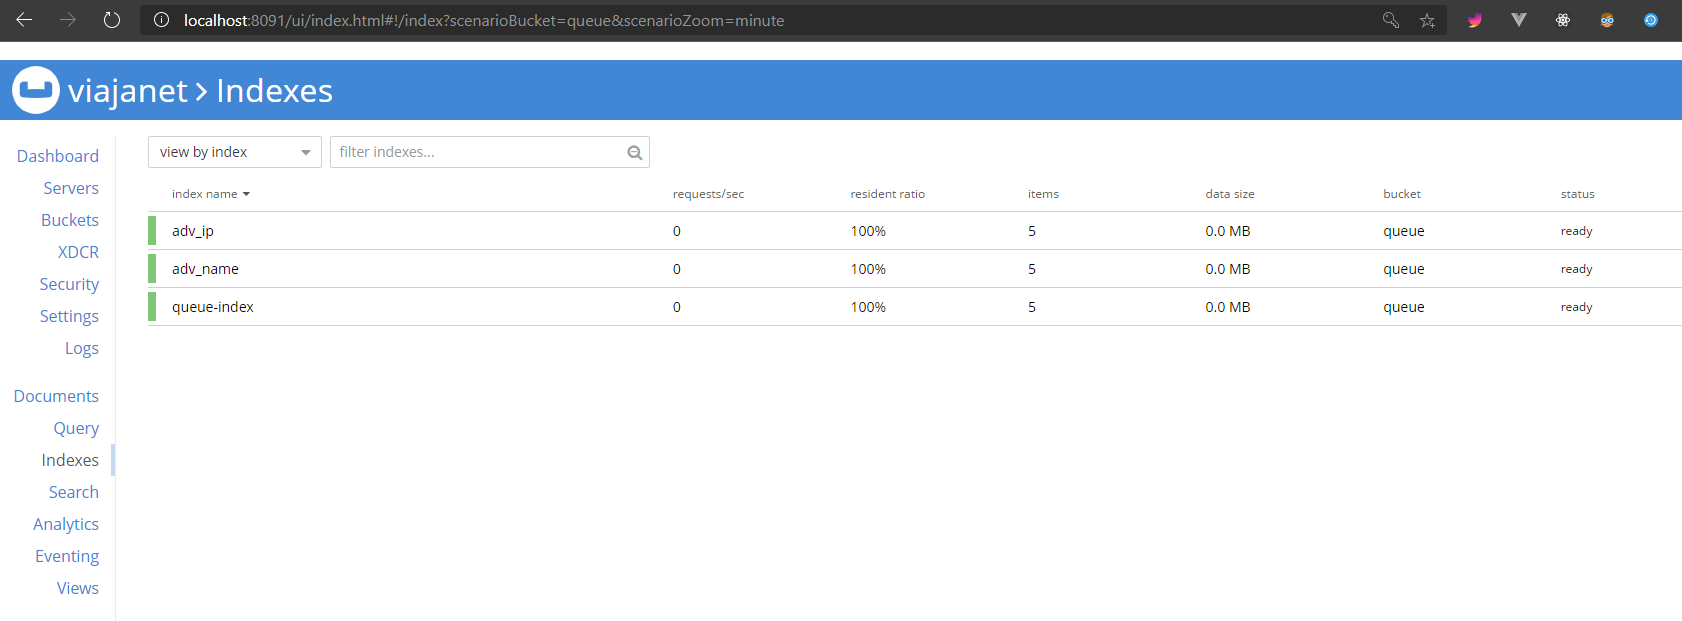 localhost:8091/ui/index.html#!/index?scenarioBucket=queue&scenarioZoom=minute
viajanet > Indexes
Dashboard
Servers
Buckets
XDCR
Security
Settings
Logs
Documents
Query
Indexes
Search
Analytics
Eventing
Views
view by index
filter indexes...
index name requests/sec resident ratio items data size bucket status
adv_ip 0 100% 5 0.0 MB queue ready
adv_name 0 100% 5 0.0 MB queue ready
queue-index 0 100% 5 0.0 MB queue ready